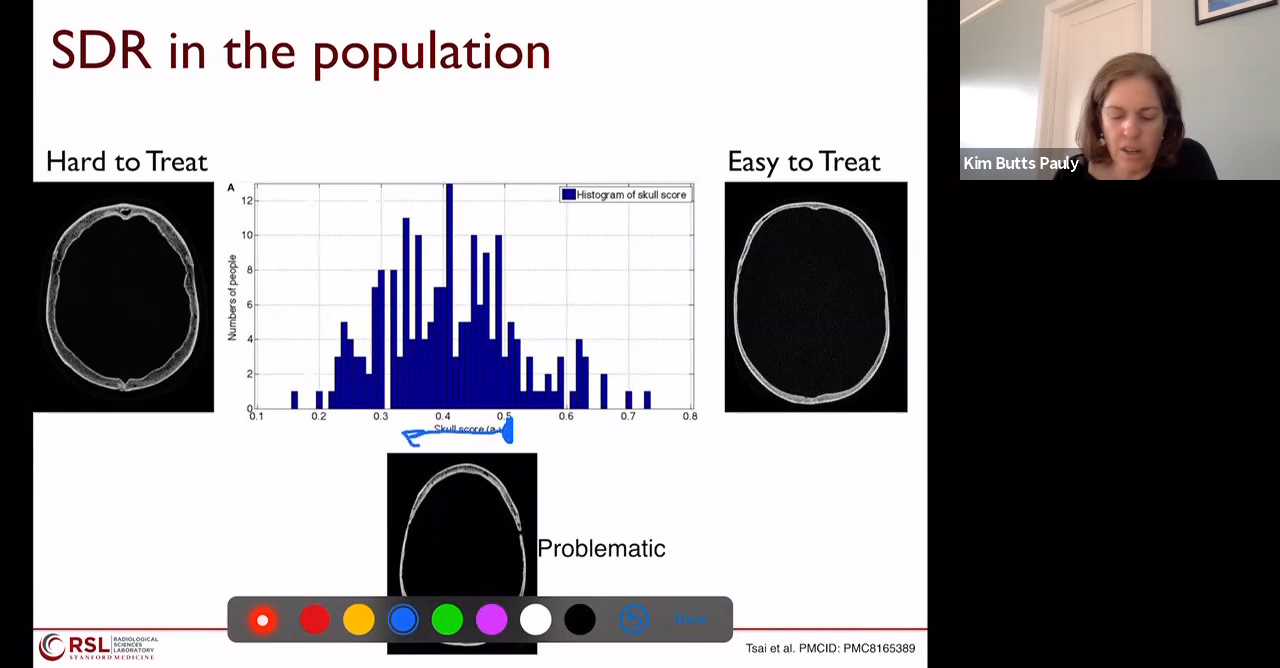 SDR in the population
Hard to Treat
Easy to Treat
Kim Butts Pauly
A
Histogram of skull score
Numbers of people
12
10
8
6
4
2
0
0.1 0.2 0.3 0.4 0.5 0.6 0.7 0.8
Skull score
Problematic
RSL
RADIOLOGICAL
SCIENCES
LABORATORY
STANFORD MEDICINE
Tsai et al. PMCID: PMC8165389